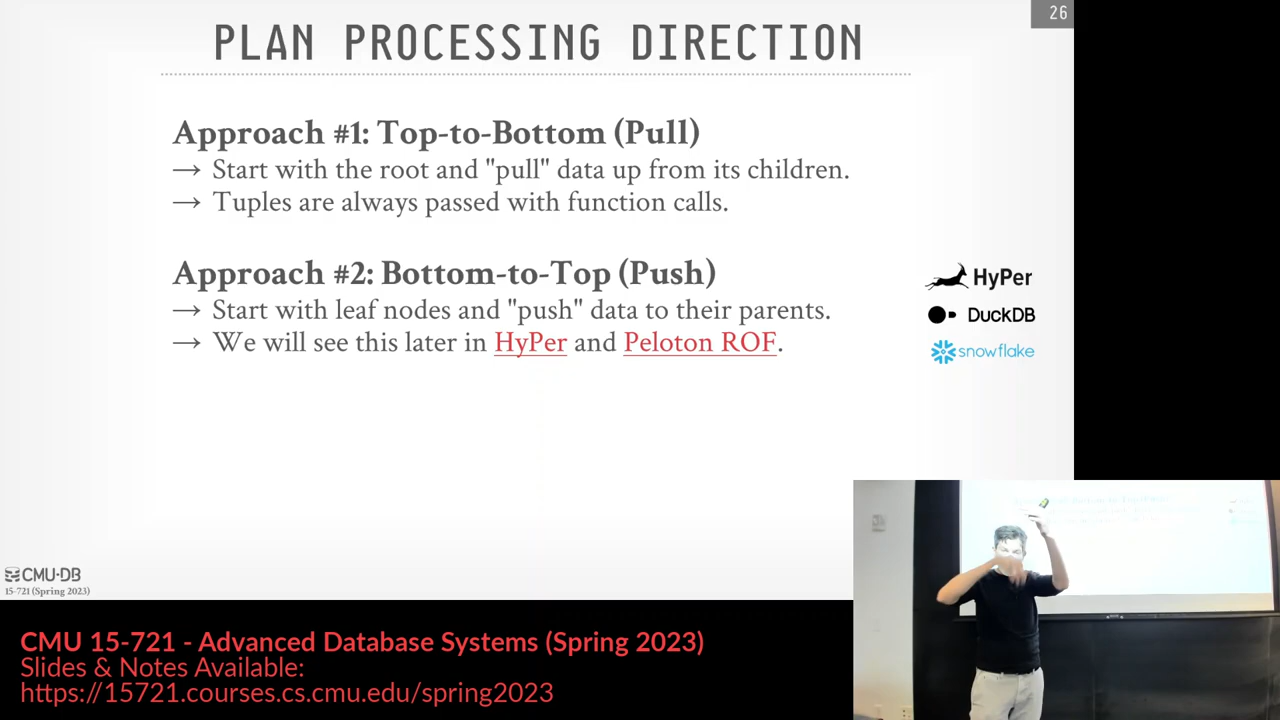 26
PLAN PROCESSING DIRECTION
Approach #1: Top-to-Bottom (Pull)
→ Start with the root and "pull" data up from its children.
→ Tuples are always passed with function calls.
Approach #2: Bottom-to-Top (Push)
→ Start with leaf nodes and "push" data to their parents.
→ We will see this later in HyPer and Peloton ROF.
HyPer
DuckDB
snowflake
CMU·DB
15-721 (Spring 2023)
CMU 15-721 - Advanced Database Systems (Spring 2023)
Slides & Notes Available:
https://15721.courses.cs.cmu.edu/spring2023